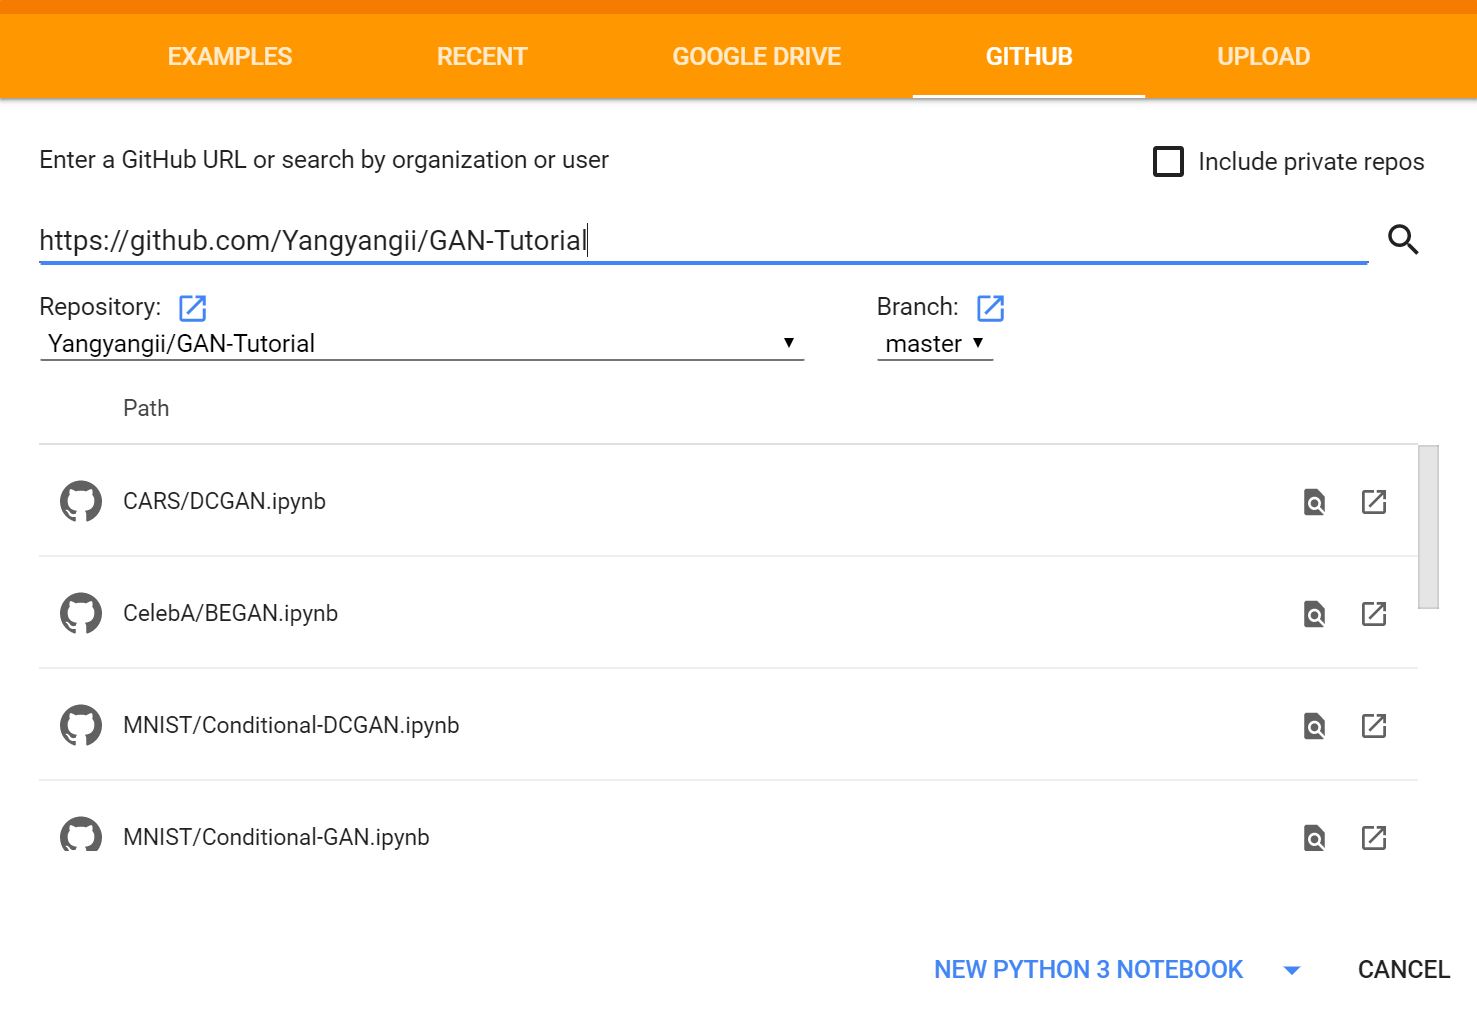 EXAMPLES RECENT GOOGLE DRIVE GITHUB UPLOAD
Enter a GitHub URL or search by organization or user
Include private repos
https://github.com/Yangyangii/GAN-Tutorial
Repository:
Branch:
Yangyangii/GAN-Tutorial
master
Path
CARS/DCGAN.ipynb
CelebA/BEGAN.ipynb
MNIST/Conditional-DCGAN.ipynb
MNIST/Conditional-GAN.ipynb
NEW PYTHON 3 NOTEBOOK
CANCEL